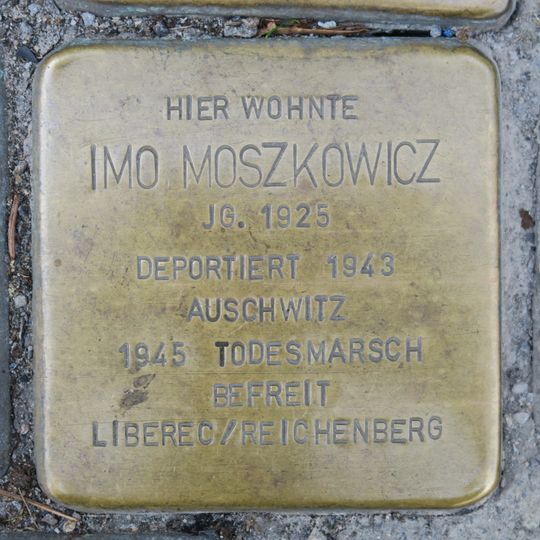 HIER WOHNTE
IMO MOSZKOWICZ
JG. 1925
DEPORTIERT 1943
AUSCHWITZ
1945 TODESMARSCH
BEFREIT
LIBEREC/REICHENBERG